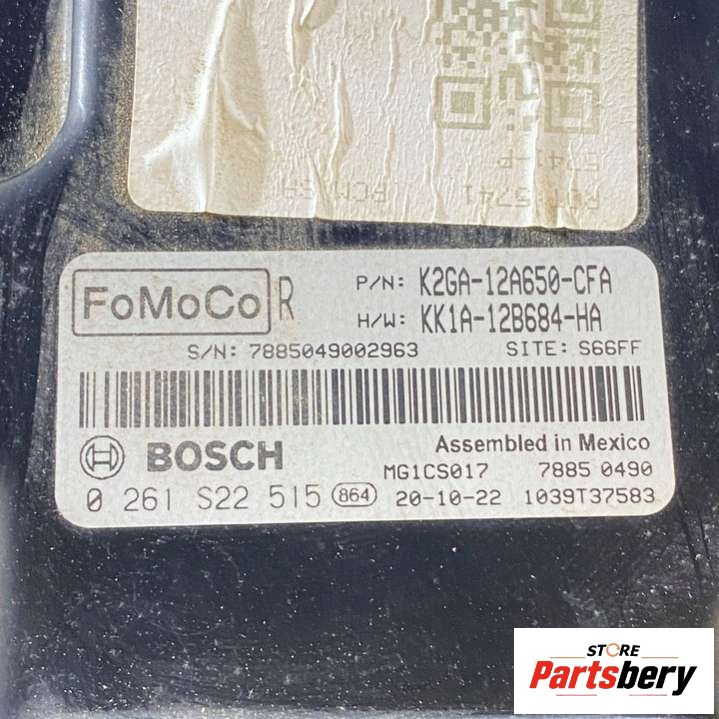 FoMoCo R
P/N: K2GA-12A650-CFA
H/W: KK1A-12B684-HA
S/N: 7885049002963
SITE: S66FF
BOSCH
Assembled in Mexico
MG1CS017 7885 0490
0 261 S22 515 864 20-10-22 1039T37583
STORE
Partsbery